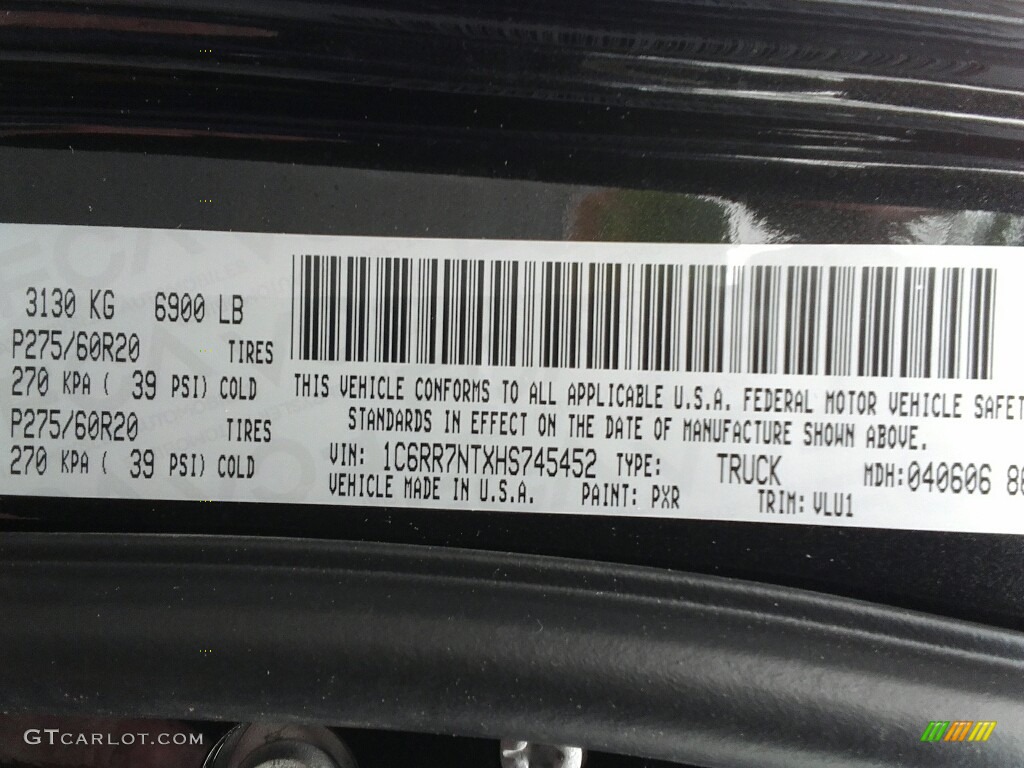 3130 KG 6900 LB
P275/60R20 TIRES
270 KPA ( 39 PSI) COLD
P275/60R20 TIRES
270 KPA ( 39 PSI) COLD
THIS VEHICLE CONFORMS TO ALL APPLICABLE U.S.A. FEDERAL MOTOR VEHICLE SAFET
STANDARDS IN EFFECT ON THE DATE OF MANUFACTURE SHOWN ABOVE.
VIN: 1C6RR7NTXHS745452 TYPE: TRUCK MDH:040606
VEHICLE MADE IN U.S.A. PAINT: PXR TRIM: VLU1
GTCARLOT.COM